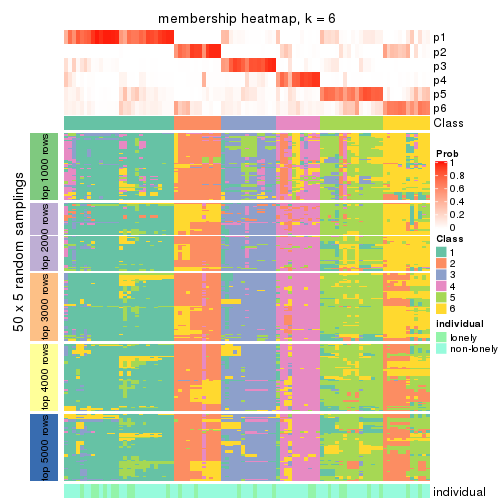 membership heatmap, k = 6
p1
p2
p3
p4
p5
p6
Class
50 x 5 random samplings
top 1000 rows
top 2000 rows
top 3000 rows
top 4000 rows
top 5000 rows
Prob
1
0.8
0.6
0.4
0.2
0
Class
1
2
3
4
5
6
Individual
lonely
non-lonely
individual